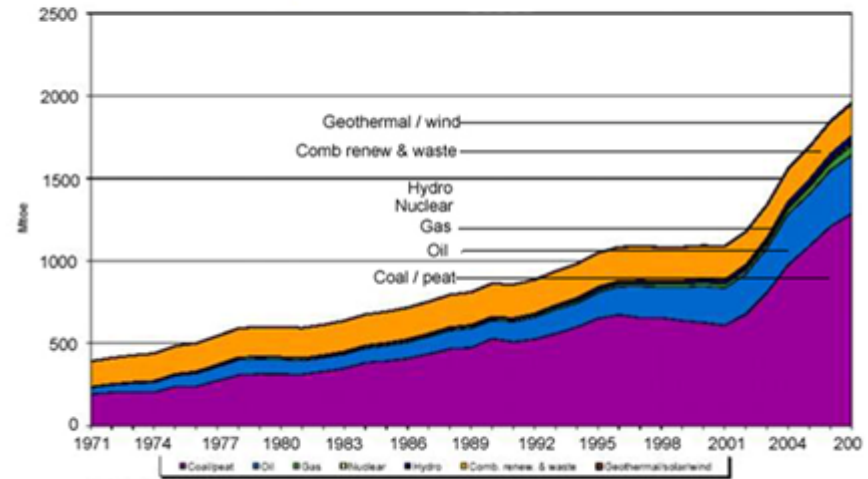 2500
2000
1500
1000
500
0
Mtoe
Geothermal / wind
Comb renew & waste
Hydro
Nuclear
Gas
Oil
Coal / peat
1971 1974 1977 1980 1983 1986 1989 1992 1995 1998 2001 2004 200
Coal/peat Oil Gas Nuclear Hydro Comb. renew. & waste Geothermal/solar/wind